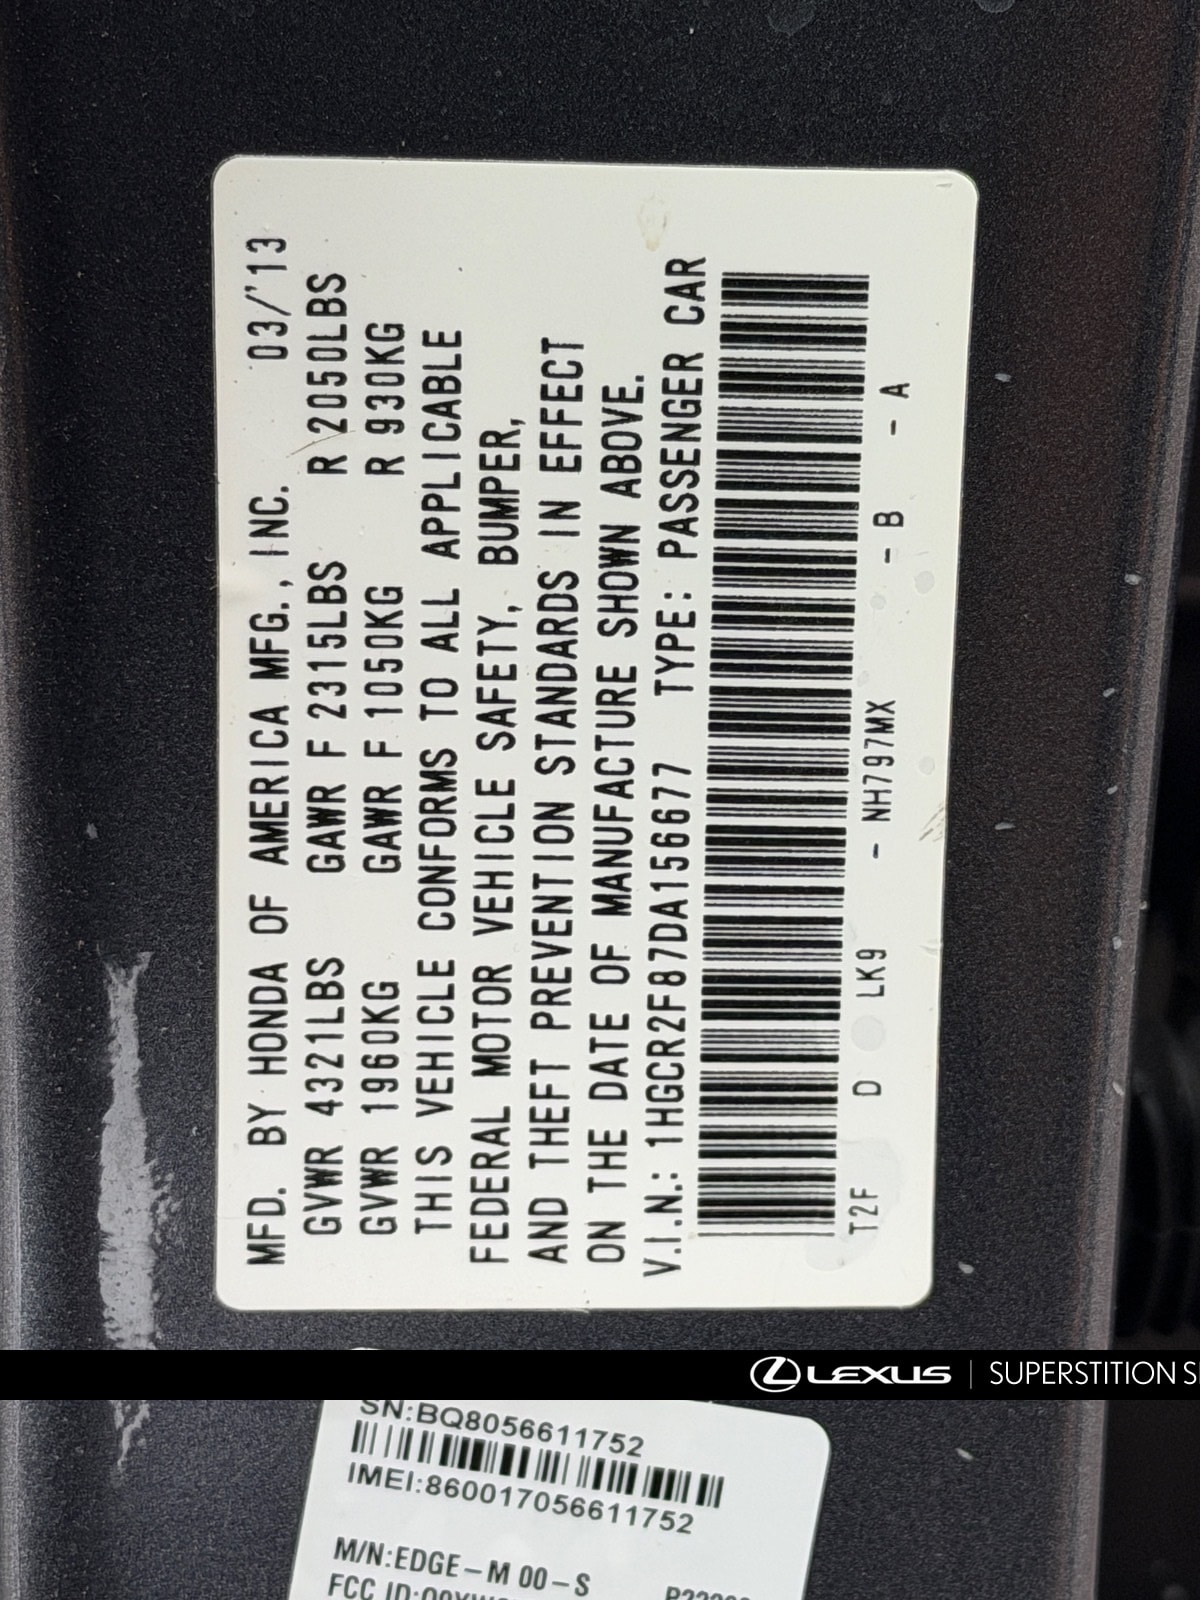 MFD. BY HONDA OF AMERICA MFG., INC. 03/'13
GVWR 4321LBS GAWR F 2315LBS R 2050LBS
GVWR 1960KG GAWR F 1050KG R 930KG
THIS VEHICLE CONFORMS TO ALL APPLICABLE
FEDERAL MOTOR VEHICLE SAFETY, BUMPER,
AND THEFT PREVENTION STANDARDS IN EFFECT
ON THE DATE OF MANUFACTURE SHOWN ABOVE.
V.I.N.: 1HGCR2F87DA156677 TYPE: PASSENGER CAR
T2F D LK9 - NH797MX - B - A
LEXUS | SUPERSTITION
SN:BQ8056611752
IMEI:860017056611752
M/N:EDGE-M 00-S
FCC ID: